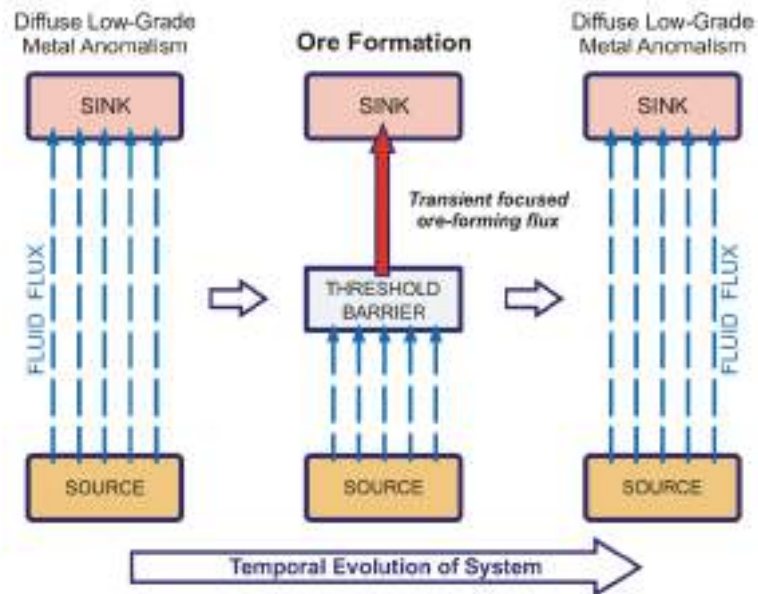 Diffuse Low-Grade
Metal Anomalism
SINK
FLUID FLUX
SOURCE
Ore Formation
SINK
Transient focused
ore-forming flux
THRESHOLD
BARRIER
SOURCE
Diffuse Low-Grade
Metal Anomalism
SINK
FLUID FLUX
SOURCE
Temporal Evolution of System